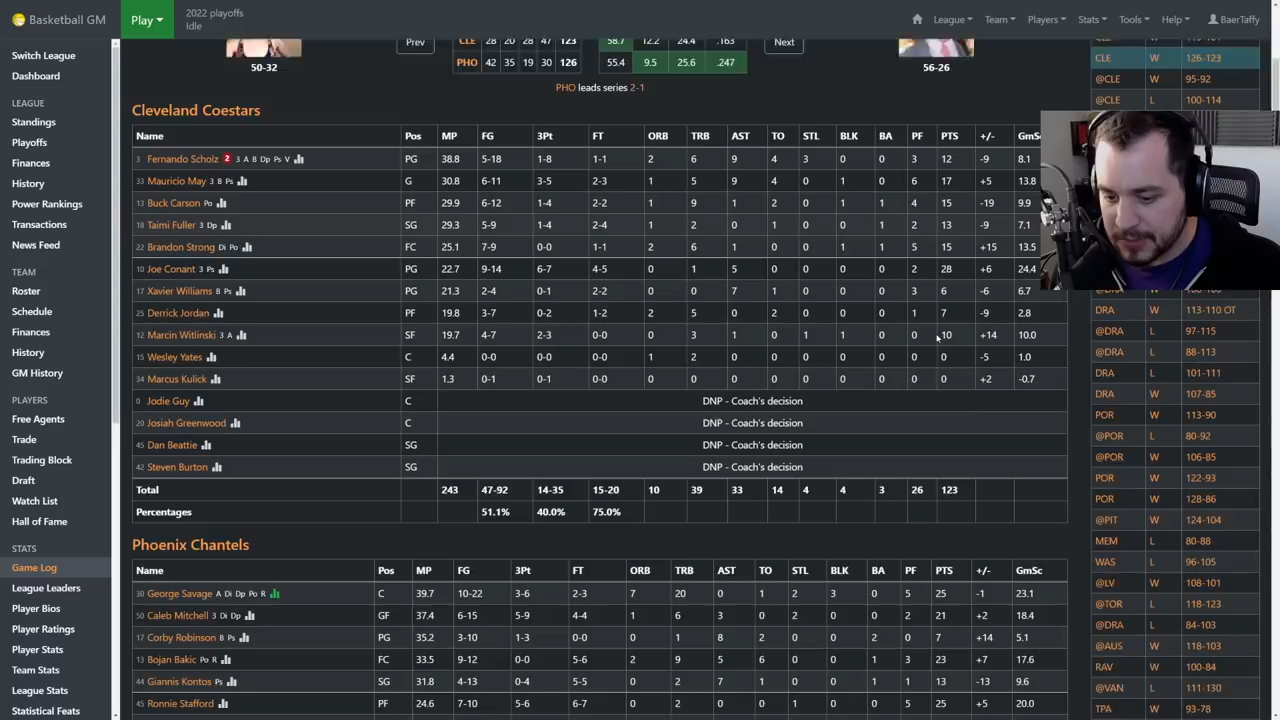 Basketball GM
Play
2022 playoffs
Idle
League
Team
Players
Stats
Tools
Help
BaerTaffy
Switch League
Dashboard
LEAGUE
Standings
Playoffs
Finances
History
Power Rankings
Transactions
News Feed
TEAM
Roster
Schedule
Finances
History
GM History
PLAYERS
Free Agents
Trade
Trading Block
Draft
Watch List
Hall of Fame
STATS
Game Log
League Leaders
Player Bios
Player Ratings
Player Stats
Team Stats
League Stats
Statistical Feats
50-32
Prev
CLE 28 20 28 47 123
PHO 42 35 19 30 126
58.7 12.2 24.4 .163
55.4 9.5 25.6 .247
Next
56-26
PHO leads series 2-1
Cleveland Coestars
Name Pos MP FG 3Pt FT ORB TRB AST TO STL BLK BA PF PTS +/- GmSc
3 Fernando Scholz 2 3 A B Dp Ps V PG 38.8 5-18 1-8 1-1 2 6 9 4 3 0 0 3 12 -9 8.1
33 Mauricio May 3 B Ps G 30.8 6-11 3-5 2-3 1 5 9 4 0 1 0 6 17 +5 13.8
13 Buck Carson Po PF 29.9 6-12 1-4 2-2 1 9 1 2 0 1 1 4 15 -19 9.9
18 Taimi Fuller 3 Dp SG 29.3 5-9 1-4 2-4 1 2 0 1 0 0 1 2 13 -9 7.1
22 Brandon Strong Di Po FC 25.1 7-9 0-0 1-1 2 6 1 0 0 1 1 5 15 +15 13.5
10 Joe Conant 3 Ps PG 22.7 9-14 6-7 4-5 0 1 5 0 0 0 0 2 28 +6 24.4
17 Xavier Williams B Ps PG 21.3 2-4 0-1 2-2 0 0 7 1 0 0 0 3 6 -6 6.7
25 Derrick Jordan PF 19.8 3-7 0-2 1-2 2 5 0 2 0 0 0 1 7 -9 2.8
12 Marcin Witlinski 3 A SF 19.7 4-7 2-3 0-0 0 3 1 0 1 1 0 0 10 +14 10.0
15 Wesley Yates C 4.4 0-0 0-0 0-0 1 2 0 0 0 0 0 0 0 -5 1.0
34 Marcus Kulick SF 1.3 0-1 0-1 0-0 0 0 0 0 0 0 0 0 0 +2 -0.7
0 Jodie Guy C DNP - Coach's decision
20 Josiah Greenwood C DNP - Coach's decision
45 Dan Beattie SG DNP - Coach's decision
42 Steven Burton SG DNP - Coach's decision
Total 243 47-92 14-35 15-20 10 39 33 14 4 4 3 26 123
Percentages 51.1% 40.0% 75.0%
Phoenix Chantels
Name Pos MP FG 3Pt FT ORB TRB AST TO STL BLK BA PF PTS +/- GmSc
30 George Savage A Di Dp Po R C 39.7 10-22 3-6 2-3 7 20 0 1 2 3 0 5 25 -1 23.1
50 Caleb Mitchell 3 Di Dp GF 37.4 6-15 5-9 4-4 1 6 3 0 2 0 0 2 21 +2 18.4
17 Corby Robinson B Ps PG 35.2 3-10 1-3 0-0 0 1 8 2 0 0 2 0 7 +14 5.1
13 Bojan Bakic Po R FC 33.5 9-12 0-0 5-6 2 9 5 6 0 0 1 3 23 +7 17.6
44 Giannis Kontos Ps SG 31.8 4-13 0-4 5-5 0 2 7 1 0 0 1 1 13 -13 9.6
45 Ronnie Stafford PF 24.6 7-10 5-6 6-7 0 2 0 0 1 0 0 5 25 +5 20.0
CLE W 126-123
@CLE W 95-92
@CLE L 100-114
DRA W 113-110 OT
@DRA L 97-115
@DRA L 88-113
DRA L 101-111
DRA W 107-85
POR W 113-90
@POR L 80-92
@POR W 106-85
POR W 122-93
POR W 128-86
@PIT W 124-104
MEM L 80-88
WAS L 96-105
@LV W 108-101
@TOR L 118-123
@DRA L 84-103
@AUS W 118-103
RAV W 100-84
@VAN L 111-130
TPA W 93-78